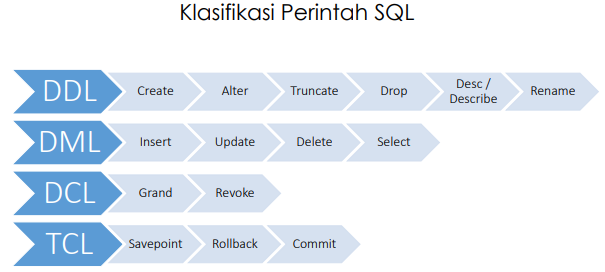 Klasifikasi Perintah SQL
DDL Create Alter Truncate Drop Desc / Describe Rename
DML Insert Update Delete Select
DCL Grand Revoke
TCL Savepoint Rollback Commit